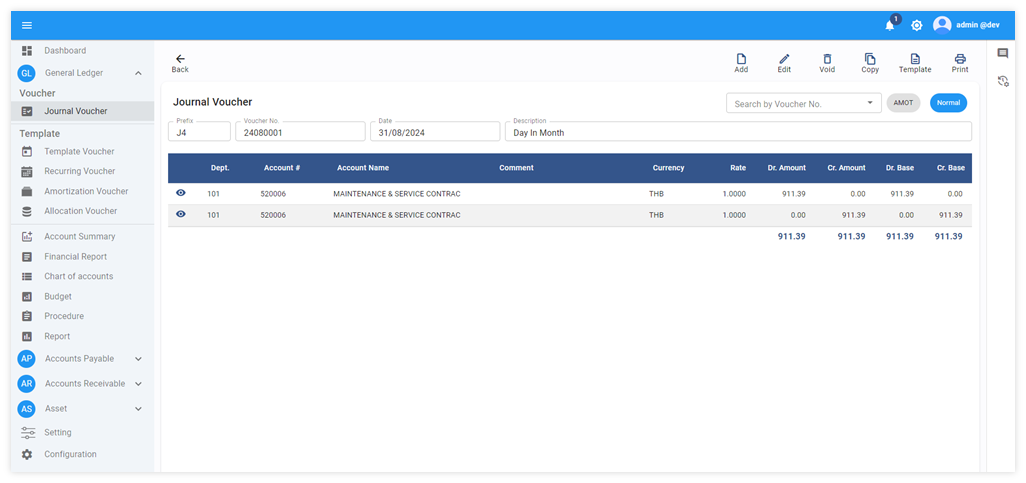 1
admin @dev
Dashboard
GL General Ledger
Voucher
Journal Voucher
Template
Template Voucher
Recurring Voucher
Amortization Voucher
Allocation Voucher
Account Summary
Financial Report
Chart of accounts
Budget
Procedure
Report
AP Accounts Payable
AR Accounts Receivable
AS Asset
Setting
Configuration
Back
Add Edit Void Copy Template Print
Journal Voucher
Search by Voucher No. AMOT Normal
Prefix Voucher No. Date Description
J4 24080001 31/08/2024 Day In Month
Dept. Account # Account Name Comment Currency Rate Dr. Amount Cr. Amount Dr. Base Cr. Base
101 520006 MAINTENANCE & SERVICE CONTRAC THB 1.0000 911.39 0.00 911.39 0.00
101 520006 MAINTENANCE & SERVICE CONTRAC THB 1.0000 0.00 911.39 0.00 911.39
911.39 911.39 911.39 911.39